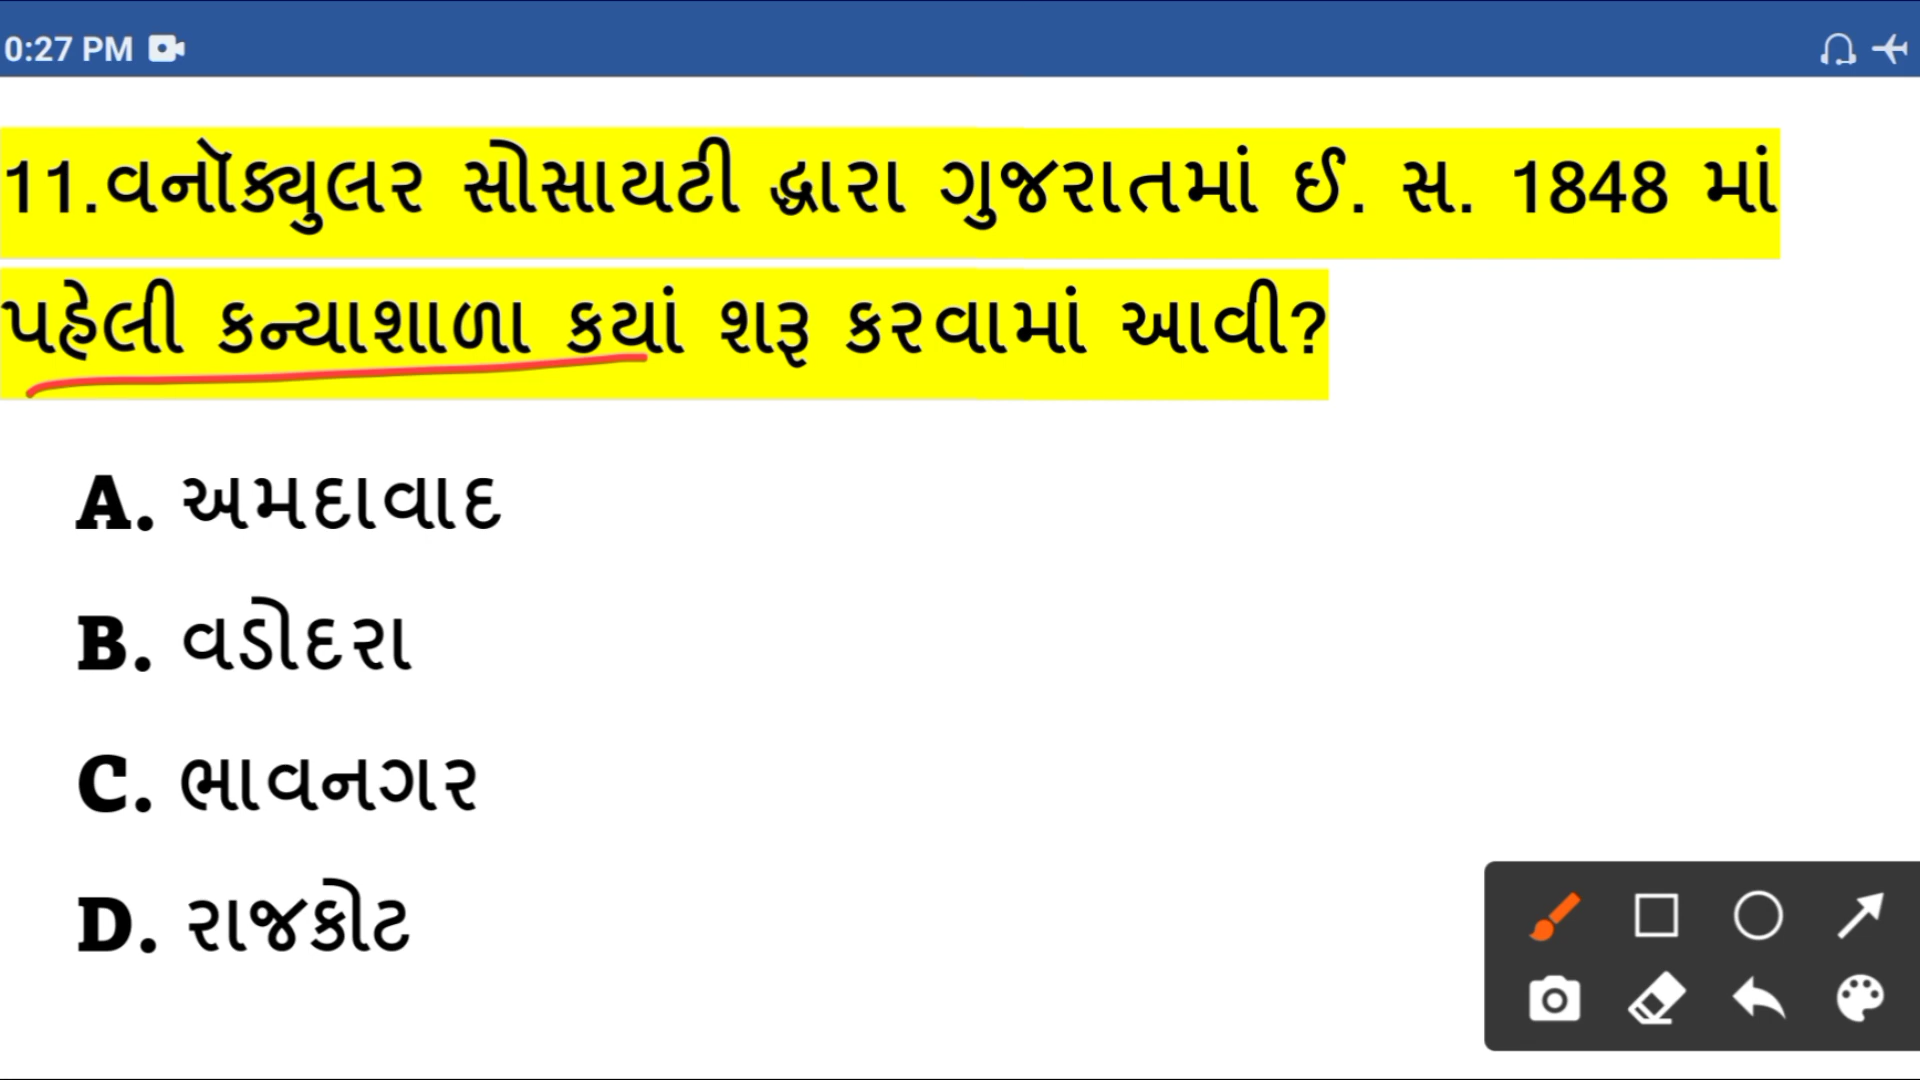 0:27 PM
11.વનૉક્યુલર સોસાયટી દ્વારા ગુજરાતમાં ઈ. સ. 1848 માં
પહેલી કન્યાશાળા કયાં શરૂ કરવામાં આવી?
A. અમદાવાદ
B. વડોદરા
C. ભાવનગર
D. રાજકોટ